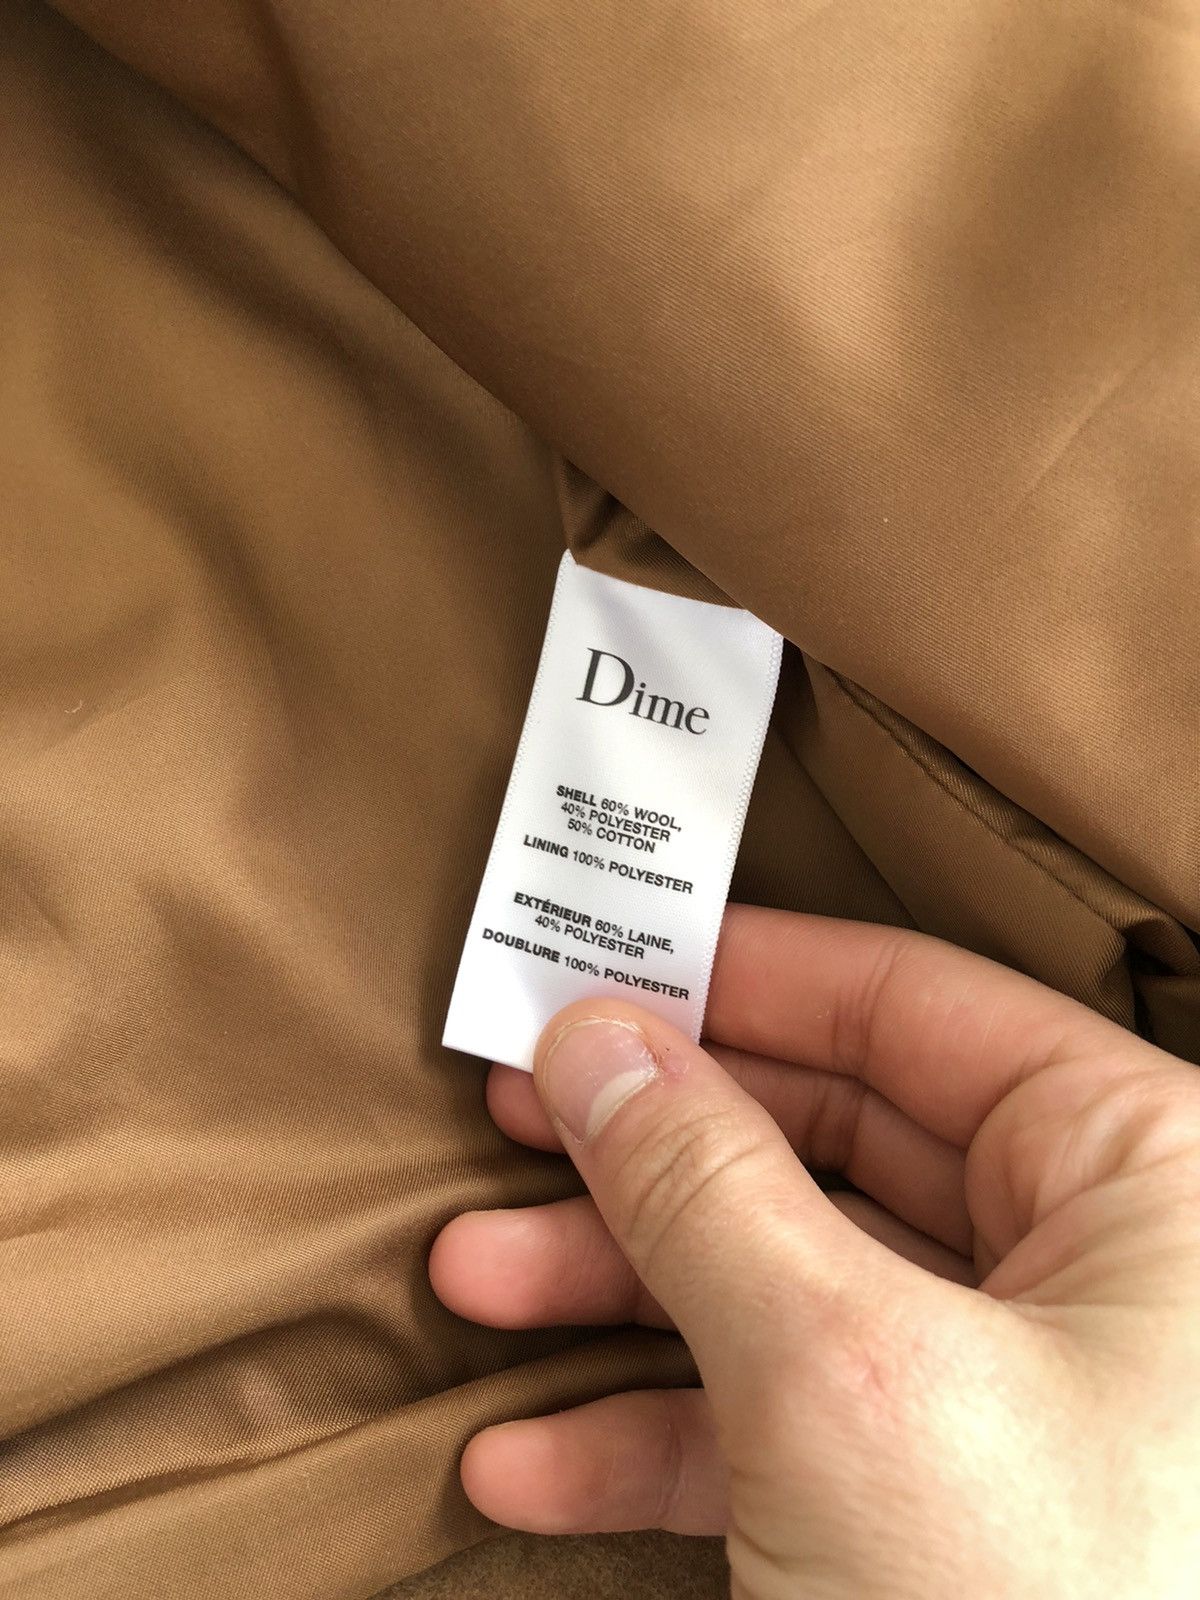 Dime
SHELL 60% WOOL,
40% POLYESTER
50% COTTON
LINING 100% POLYESTER
EXTÉRIEUR 60% LAINE,
40% POLYESTER
DOUBLURE 100% POLYESTER